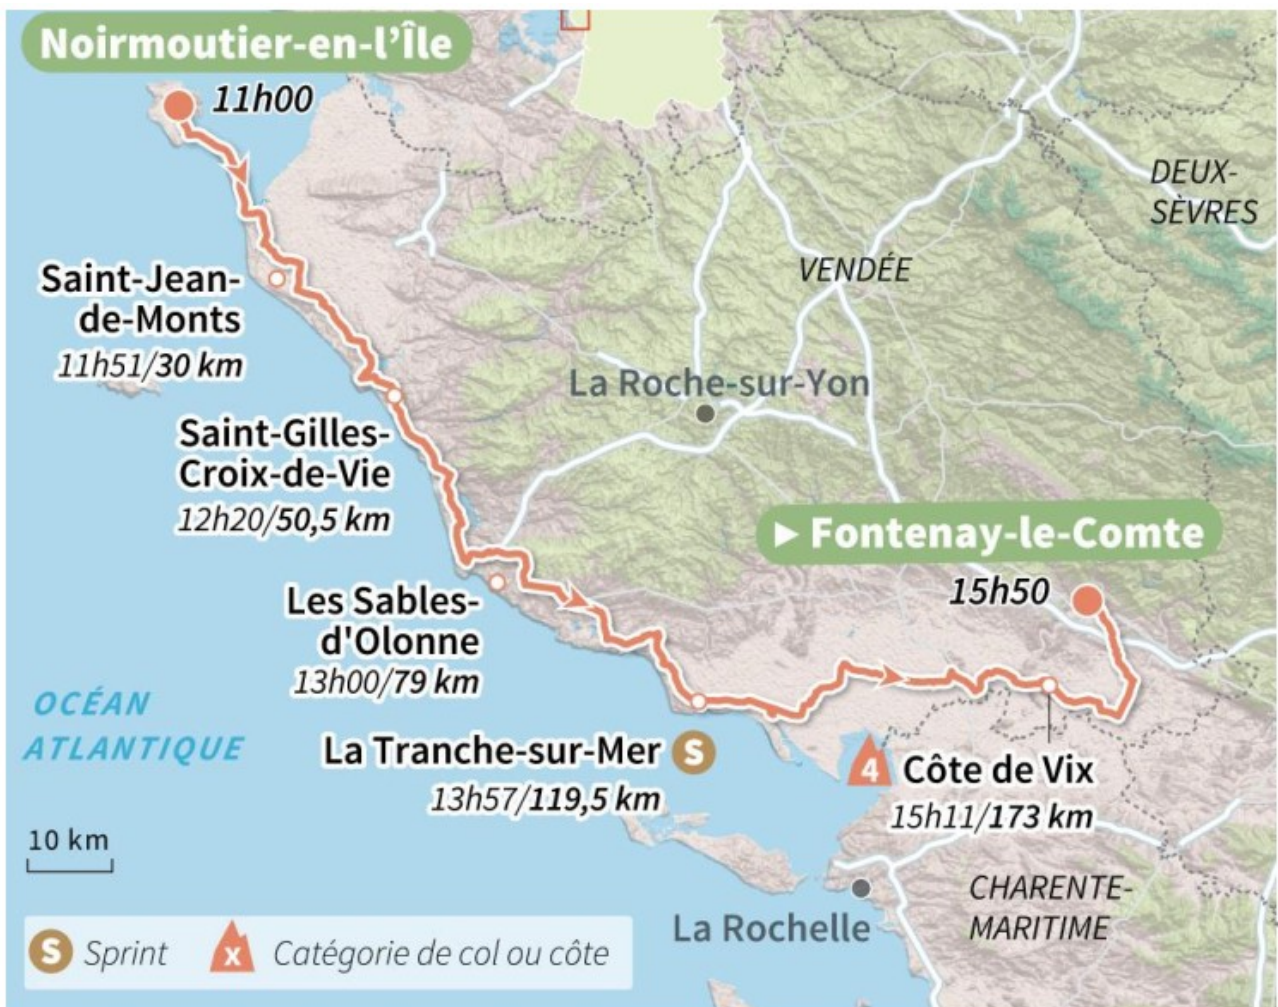 Noirmoutier-en-l'Île
11h00
DEUX-
SÈVRES
VENDÉE
Saint-Jean-
de-Monts
11h51/30 km
La Roche-sur-Yon
Saint-Gilles-
Croix-de-Vie
12h20/50,5 km
► Fontenay-le-Comte
15h50
Les Sables-
d'Olonne
13h00/79 km
OCÉAN
ATLANTIQUE
La Tranche-sur-Mer S
13h57/119,5 km
4 Côte de Vix
15h11/173 km
10 km
CHARENTE-
MARITIME
La Rochelle
S Sprint x Catégorie de col ou côte